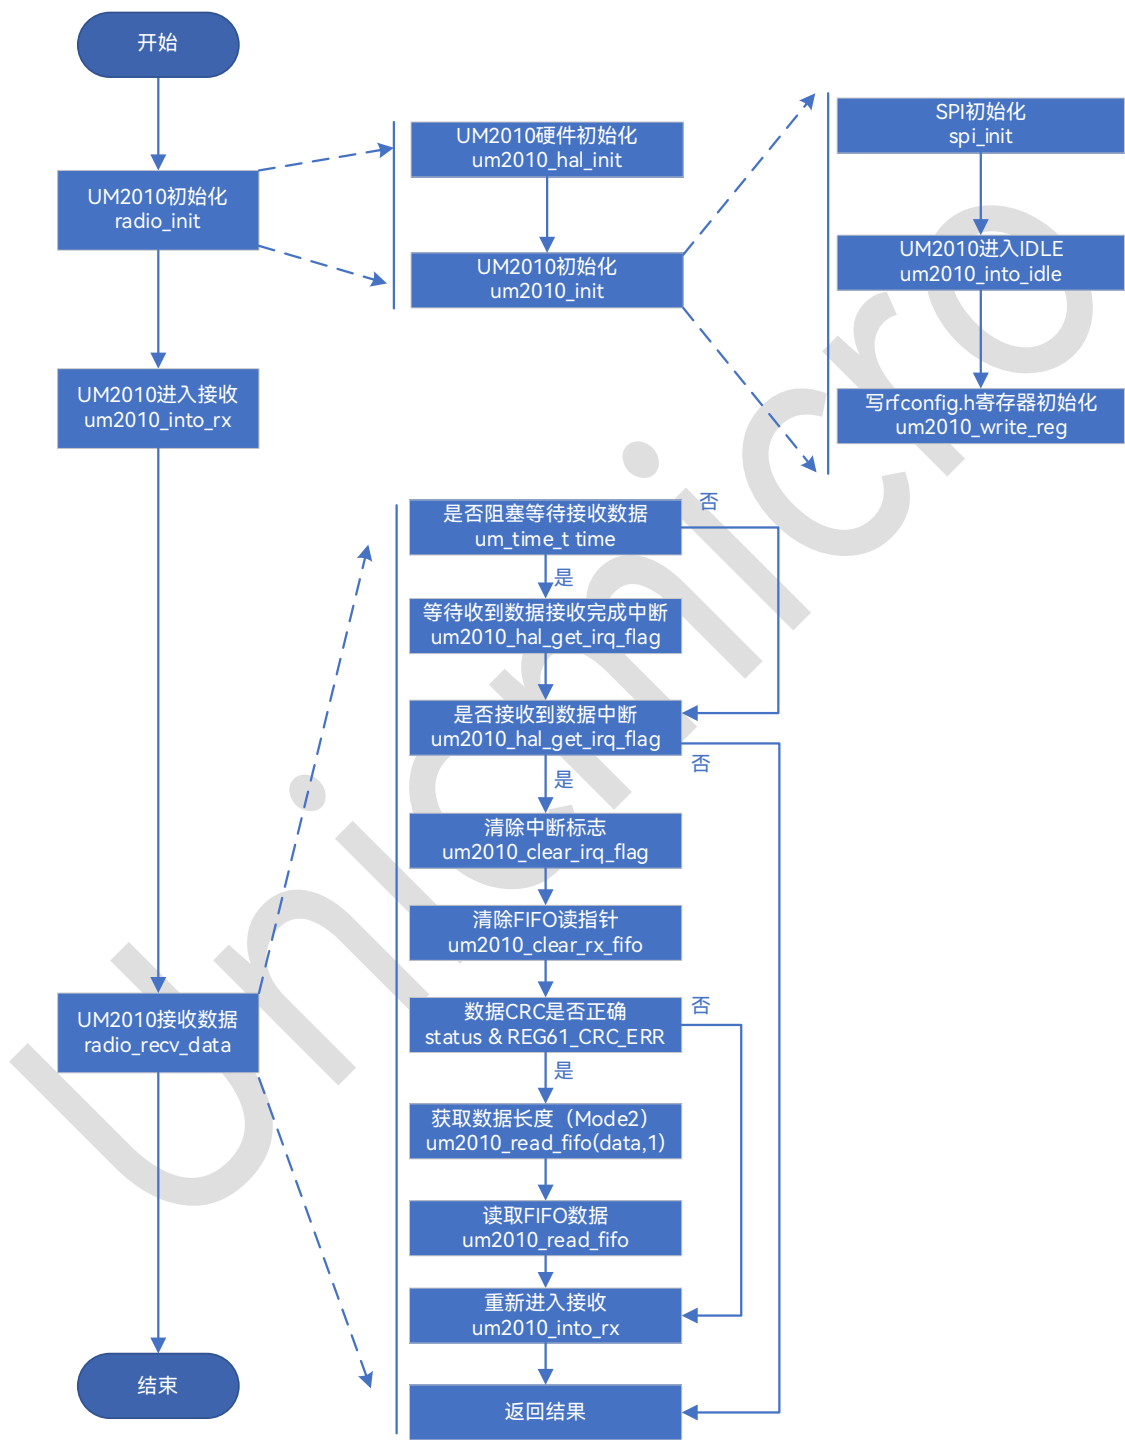 开始
UM2010初始化
radio_init
UM2010硬件初始化
um2010_hal_init
UM2010初始化
um2010_init
SPI初始化
spi_init
UM2010进入IDLE
um2010_into_idle
写rfconfig.h寄存器初始化
um2010_write_reg
UM2010进入接收
um2010_into_rx
是否阻塞等待接收数据
um_time_t time
否
是
等待收到数据接收完成中断
um2010_hal_get_irq_flag
是否接收到数据中断
um2010_hal_get_irq_flag
否
是
清除中断标志
um2010_clear_irq_flag
清除FIFO读指针
um2010_clear_rx_fifo
数据CRC是否正确
status & REG61_CRC_ERR
否
是
获取数据长度（Mode2）
um2010_read_fifo(data,1)
读取FIFO数据
um2010_read_fifo
重新进入接收
um2010_into_rx
返回结果
UM2010接收数据
radio_recv_data
结束
Unicmicro